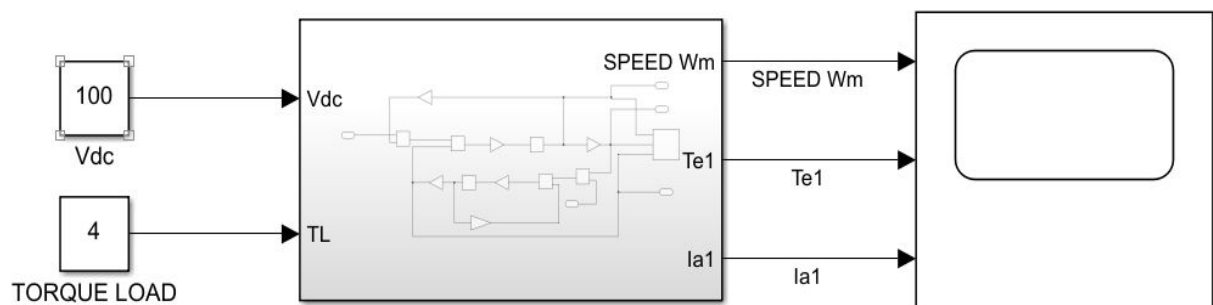 100
Vdc
4
TORQUE LOAD
Vdc
TL
SPEED Wm
Te1
Ia1
SPEED Wm
Te1
Ia1